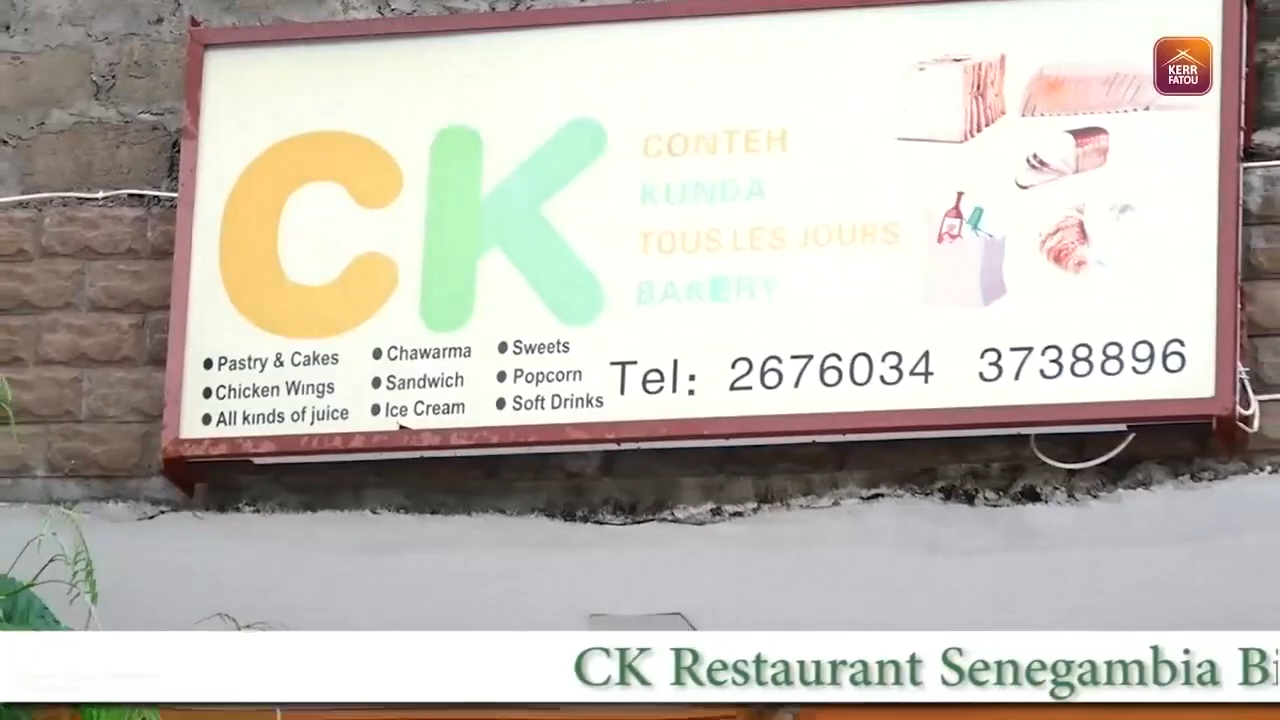 KERR
FATOU
CK
CONTEH
KUNDA
TOUS LES JOURS
BAKERY
● Pastry & Cakes
● Chicken Wings
● All kinds of juice
● Chawarma
● Sandwich
● Ice Cream
● Sweets
● Popcorn
● Soft Drinks
Tel: 2676034 3738896
CK Restaurant Senegambia Bi